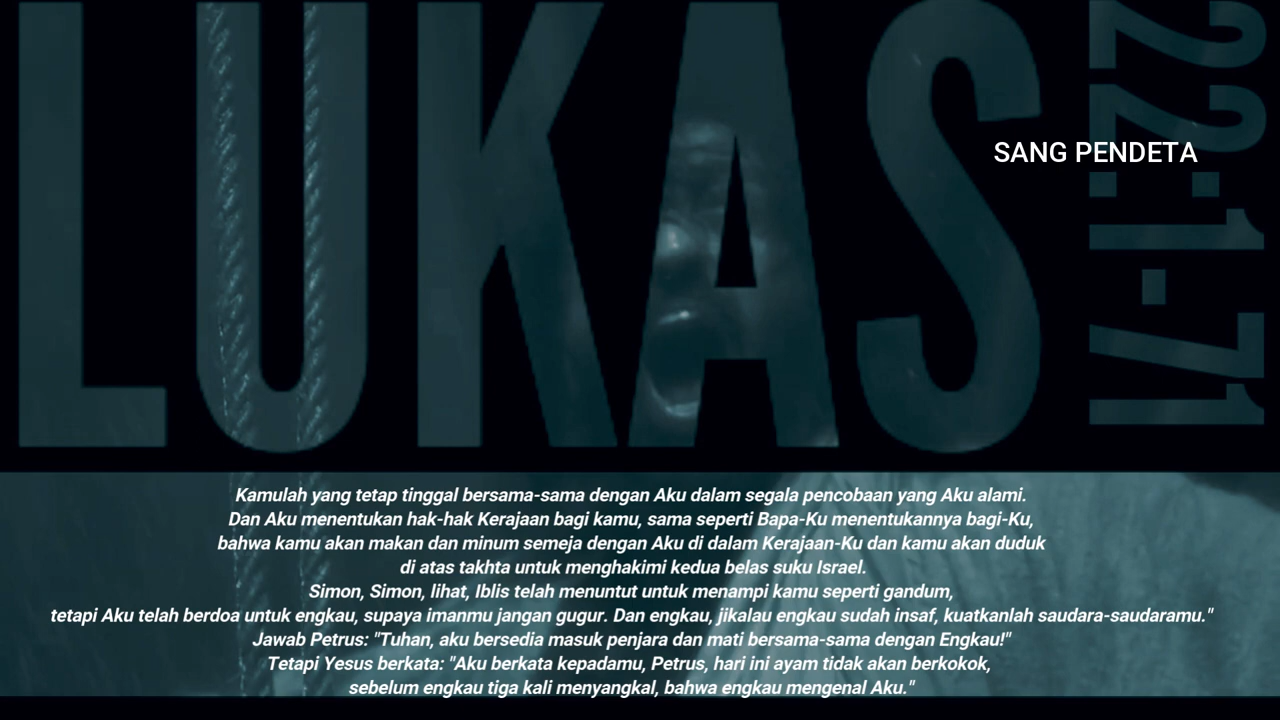 LUKAS
22:1-71
SANG PENDETA
Kamulah yang tetap tinggal bersama-sama dengan Aku dalam segala pencobaan yang Aku alami.
Dan Aku menentukan hak-hak Kerajaan bagi kamu, sama seperti Bapa-Ku menentukannya bagi-Ku,
bahwa kamu akan makan dan minum semeja dengan Aku di dalam Kerajaan-Ku dan kamu akan duduk
di atas takhta untuk menghakimi kedua belas suku Israel.
Simon, Simon, lihat, Iblis telah menuntut untuk menampi kamu seperti gandum,
tetapi Aku telah berdoa untuk engkau, supaya imanmu jangan gugur. Dan engkau, jikalau engkau sudah insaf, kuatkanlah saudara-saudaramu."
Jawab Petrus: "Tuhan, aku bersedia masuk penjara dan mati bersama-sama dengan Engkau!"
Tetapi Yesus berkata: "Aku berkata kepadamu, Petrus, hari ini ayam tidak akan berkokok,
sebelum engkau tiga kali menyangkal, bahwa engkau mengenal Aku."